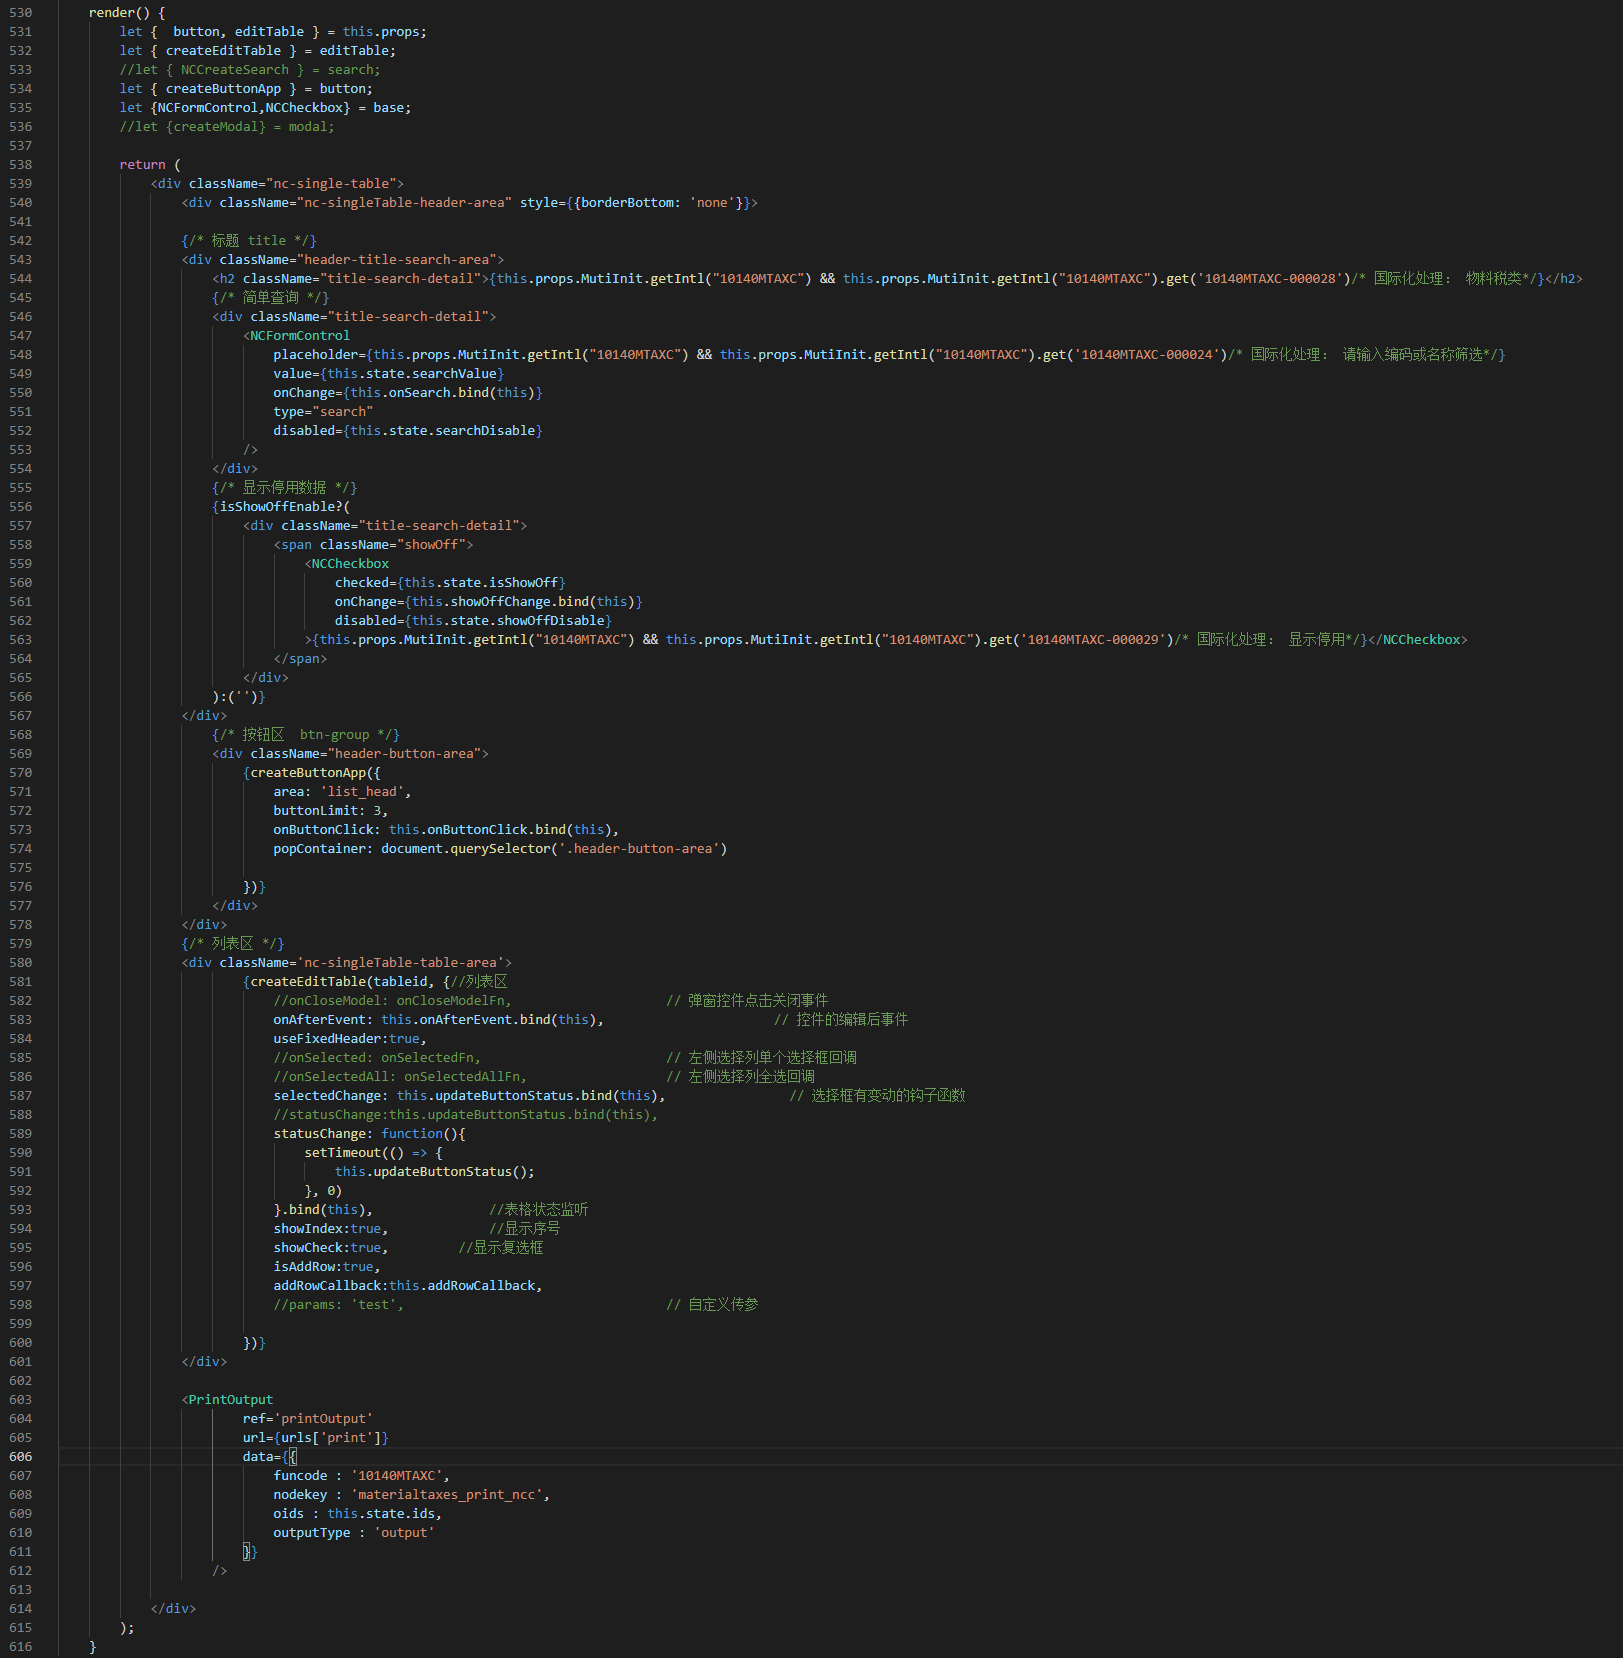 530 render() {
531 let {  button, editTable } = this.props;
532 let { createEditTable } = editTable;
533 //let { NCCreateSearch } = search;
534 let { createButtonApp } = button;
535 let {NCFormControl,NCCheckbox} = base;
536 //let {createModal} = modal;
537
538 return (
539 <div className="nc-single-table">
540 <div className="nc-singleTable-header-area" style={{borderBottom: 'none'}}>
541
542 {/* 标题 title */}
543 <div className="header-title-search-area">
544 <h2 className="title-search-detail">{this.props.MutiInit.getIntl("10140MTAXC") && this.props.MutiInit.getIntl("10140MTAXC").get('10140MTAXC-000028')/* 国际化处理： 物料税类*/}</h2>
545 {/* 简单查询 */}
546 <div className="title-search-detail">
547 <NCFormControl
548 placeholder={this.props.MutiInit.getIntl("10140MTAXC") && this.props.MutiInit.getIntl("10140MTAXC").get('10140MTAXC-000024')/* 国际化处理： 请输入编码或名称筛选*/}
549 value={this.state.searchValue}
550 onChange={this.onSearch.bind(this)}
551 type="search"
552 disabled={this.state.searchDisable}
553 />
554 </div>
555 {/* 显示停用数据 */}
556 {isShowOffEnable?(
557 <div className="title-search-detail">
558 <span className="showOff">
559 <NCCheckbox
560 checked={this.state.isShowOff}
561 onChange={this.showOffChange.bind(this)}
562 disabled={this.state.showOffDisable}
563 >{this.props.MutiInit.getIntl("10140MTAXC") && this.props.MutiInit.getIntl("10140MTAXC").get('10140MTAXC-000029')/* 国际化处理： 显示停用*/}</NCCheckbox>
564 </span>
565 </div>
566 ):('')}
567 </div>
568 {/* 按钮区  btn-group */}
569 <div className="header-button-area">
570 {createButtonApp({
571 area: 'list_head',
572 buttonLimit: 3,
573 onButtonClick: this.onButtonClick.bind(this),
574 popContainer: document.querySelector('.header-button-area')
575
576 })}
577 </div>
578 </div>
579 {/* 列表区 */}
580 <div className='nc-singleTable-table-area'>
581 {createEditTable(tableid, {//列表区
582 //onCloseModel: onCloseModelFn, // 弹窗控件点击关闭事件
583 onAfterEvent: this.onAfterEvent.bind(this), // 控件的编辑后事件
584 useFixedHeader:true,
585 //onSelected: onSelectedFn, // 左侧选择列单个选择框回调
586 //onSelectedAll: onSelectedAllFn, // 左侧选择列全选回调
587 selectedChange: this.updateButtonStatus.bind(this), // 选择框有变动的钩子函数
588 //statusChange:this.updateButtonStatus.bind(this),
589 statusChange: function(){
590 setTimeout(() => {
591 this.updateButtonStatus();
592 }, 0)
593 }.bind(this), //表格状态监听
594 showIndex:true, //显示序号
595 showCheck:true, //显示复选框
596 isAddRow:true,
597 addRowCallback:this.addRowCallback,
598 //params: 'test', // 自定义传参
599
600 })}
601 </div>
602
603 <PrintOutput
604 ref='printOutput'
605 url={urls['print']}
606 data={{
607 funcode : '10140MTAXC',
608 nodekey : 'materialtaxes_print_ncc',
609 oids : this.state.ids,
610 outputType : 'output'
611 }}
612 />
613
614 </div>
615 );
616 }